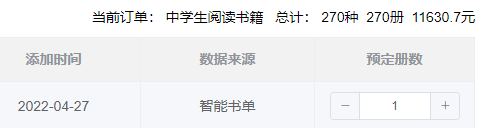 当前订单： 中学生阅读书籍 总计： 270种 270册 11630.7元
添加时间 数据来源 预定册数
2022-04-27 智能书单 － 1 ＋